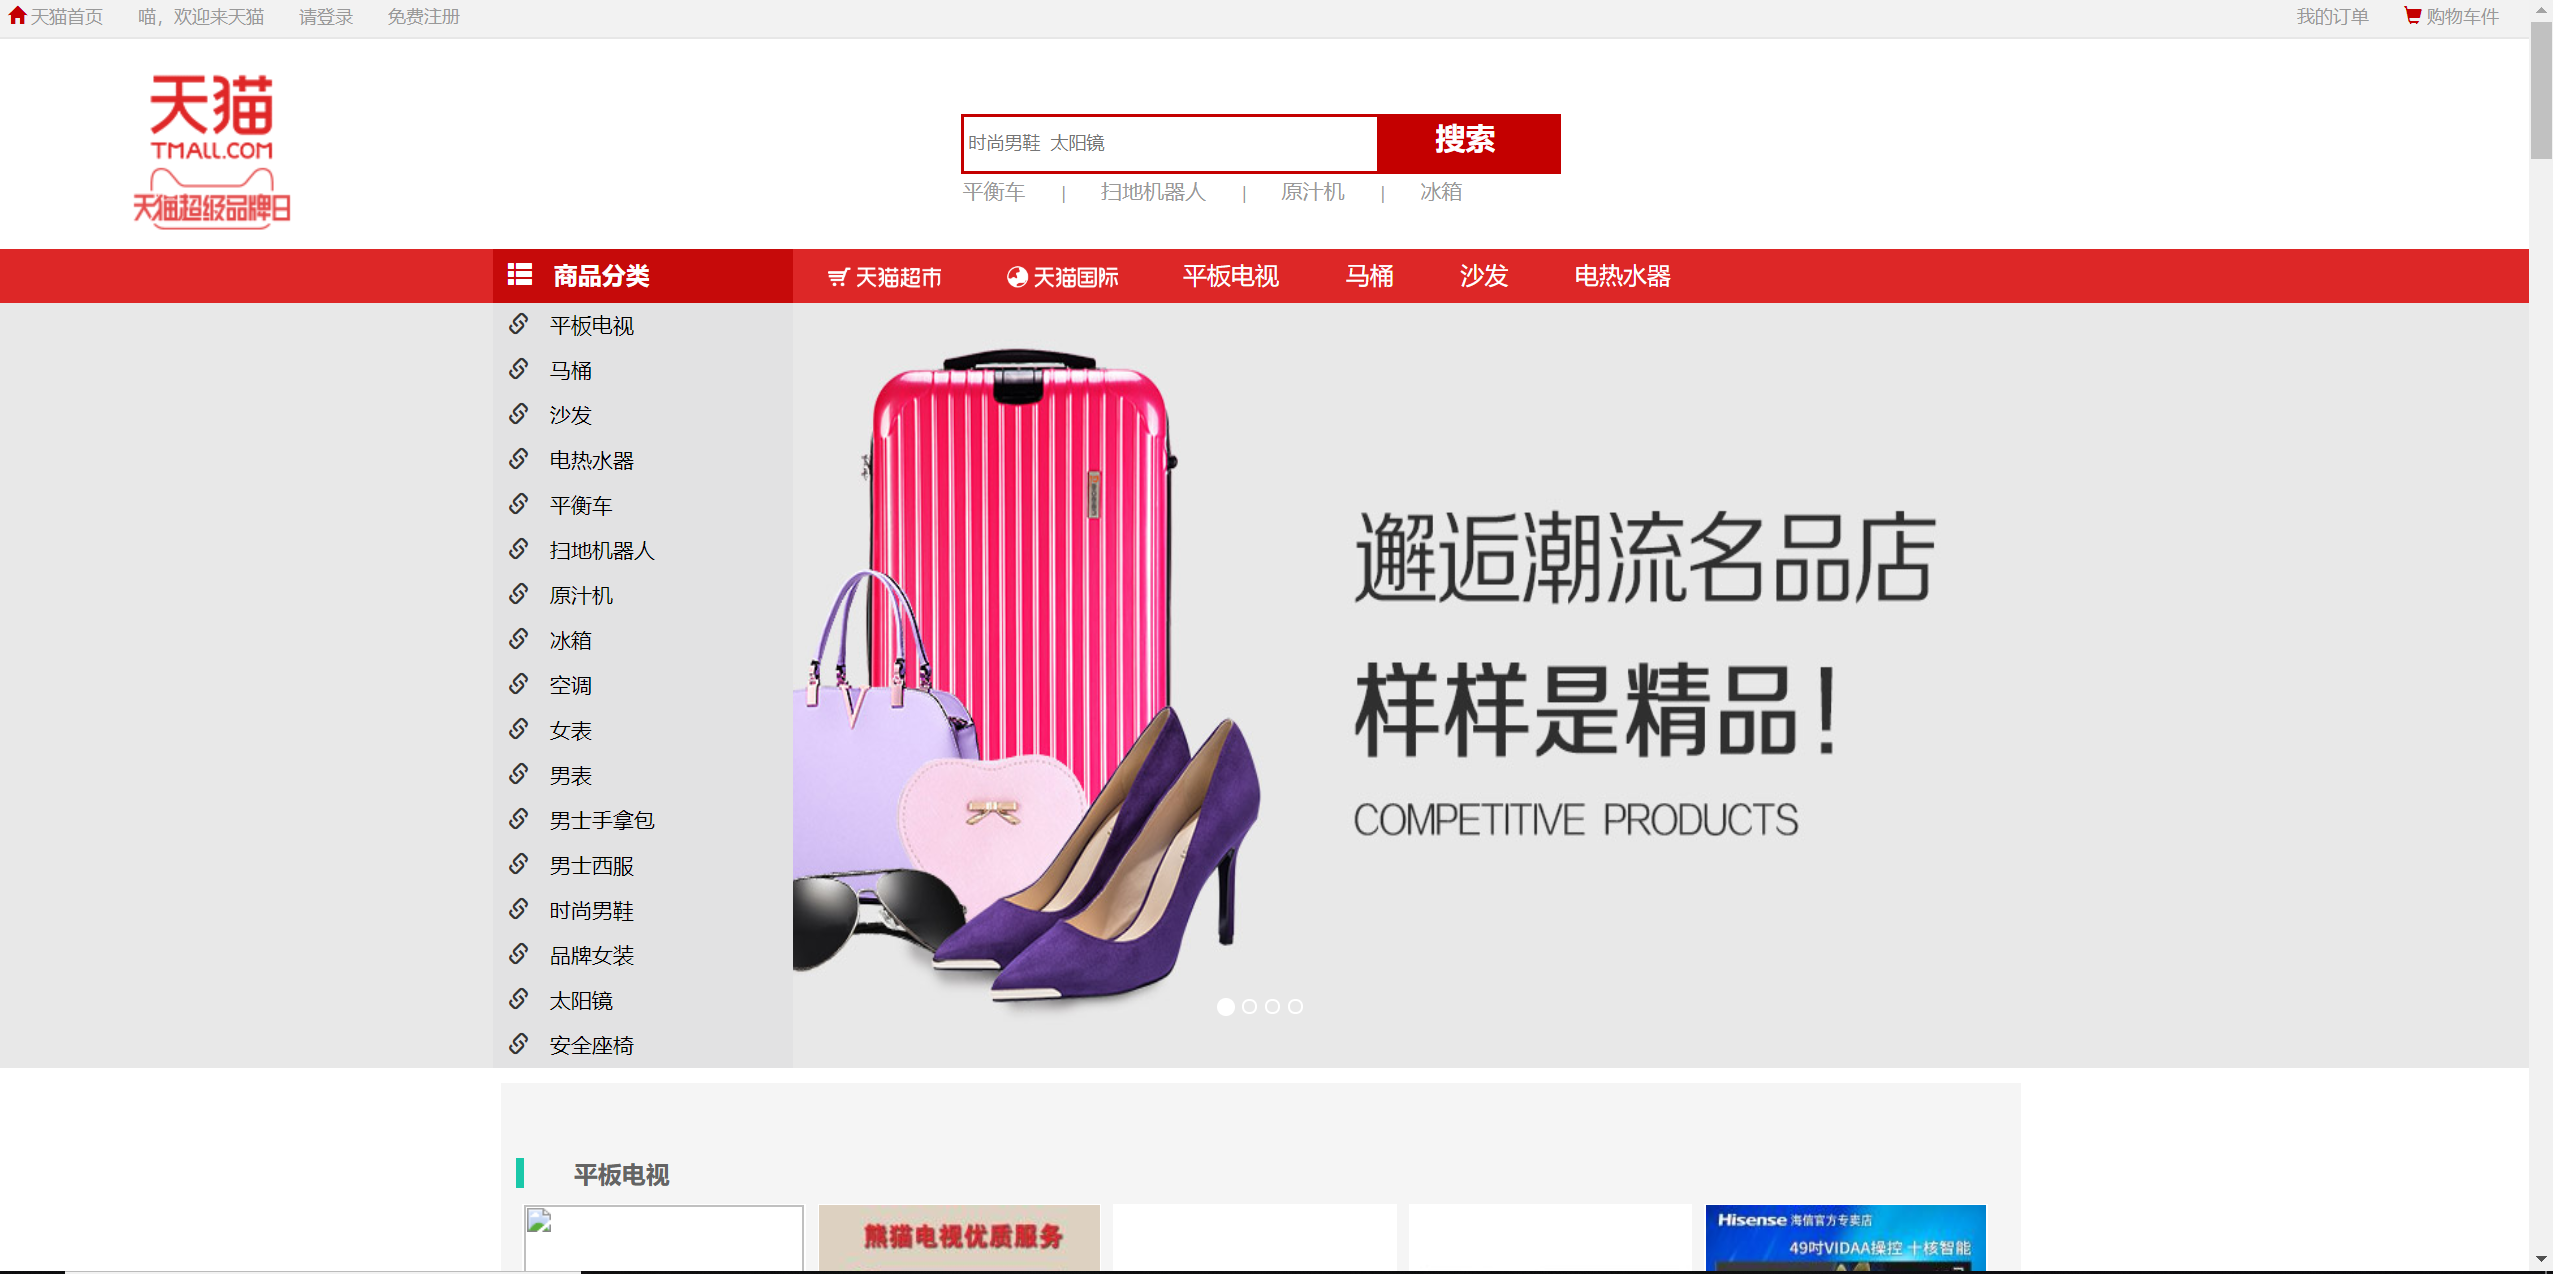 天猫首页 喵，欢迎来天猫 请登录 免费注册 我的订单 购物车件
天猫
TMALL.COM
天猫超级品牌日
时尚男鞋 太阳镜
搜索
平衡车 | 扫地机器人 | 原汁机 | 冰箱
商品分类 天猫超市 天猫国际 平板电视 马桶 沙发 电热水器
平板电视
马桶
沙发
电热水器
平衡车
扫地机器人
原汁机
冰箱
空调
女表
男表
男士手拿包
男士西服
时尚男鞋
品牌女装
太阳镜
安全座椅
邂逅潮流名品店
样样是精品！
COMPETITIVE PRODUCTS
平板电视
熊猫电视优质服务
Hisense 海信官方专卖店
49吋VIDAA操控 十核智能